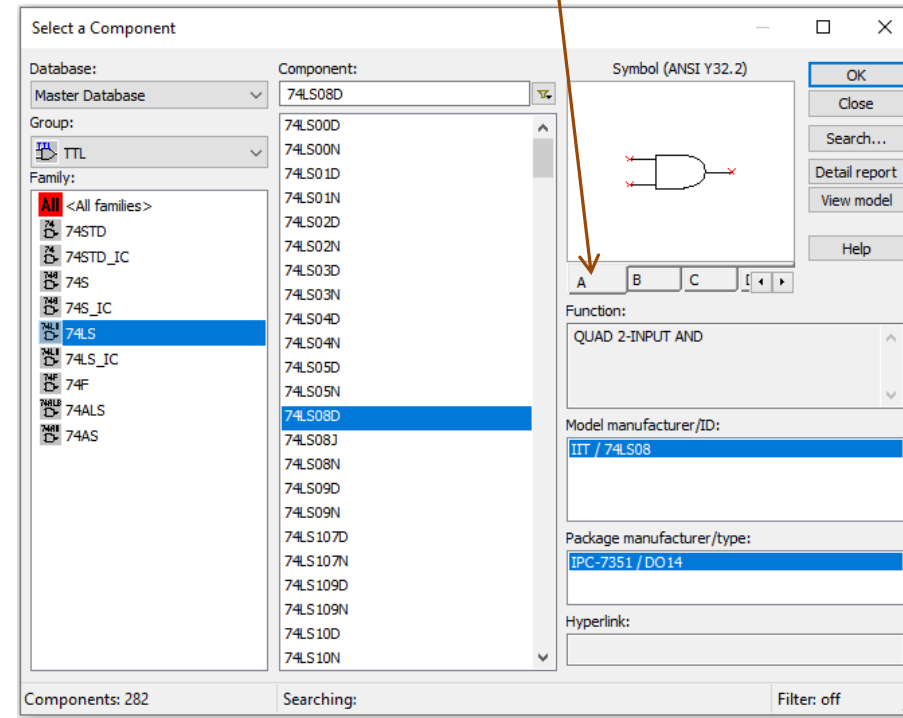 Select a Component
Database:
Master Database
Group:
TTL
Family:
All <All families>
74STD
74STD_IC
74S
74S_IC
74LS
74LS_IC
74F
74ALS
74AS
Component:
74LS08D
74LS00D
74LS00N
74LS01D
74LS01N
74LS02D
74LS02N
74LS03D
74LS03N
74LS04D
74LS04N
74LS05D
74LS05N
74LS08D
74LS08J
74LS08N
74LS09D
74LS09N
74LS107D
74LS107N
74LS109D
74LS109N
74LS10D
74LS10N
Symbol (ANSI Y32.2)
A B C
Function:
QUAD 2-INPUT AND
Model manufacturer/ID:
IIT / 74LS08
Package manufacturer/type:
IPC-7351 / DO14
Hyperlink:
OK
Close
Search...
Detail report
View model
Help
Components: 282
Searching:
Filter: off